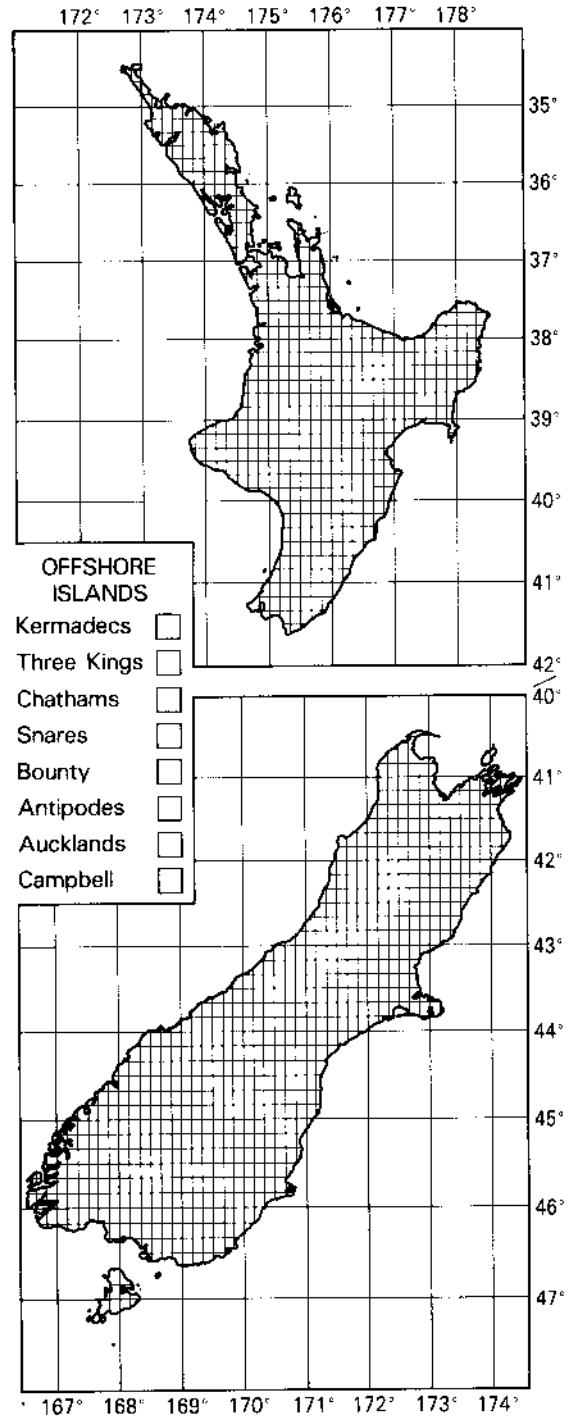 172° 173° 174° 175° 176° 177° 178°
35°
36°
37°
38°
39°
40°
41°
42°
OFFSHORE
ISLANDS
Kermadecs
Three Kings
Chathams
Snares
Bounty
Antipodes
Aucklands
Campbell
40°
41°
42°
43°
44°
45°
46°
47°
167° 168° 169° 170° 171° 172° 173° 174°